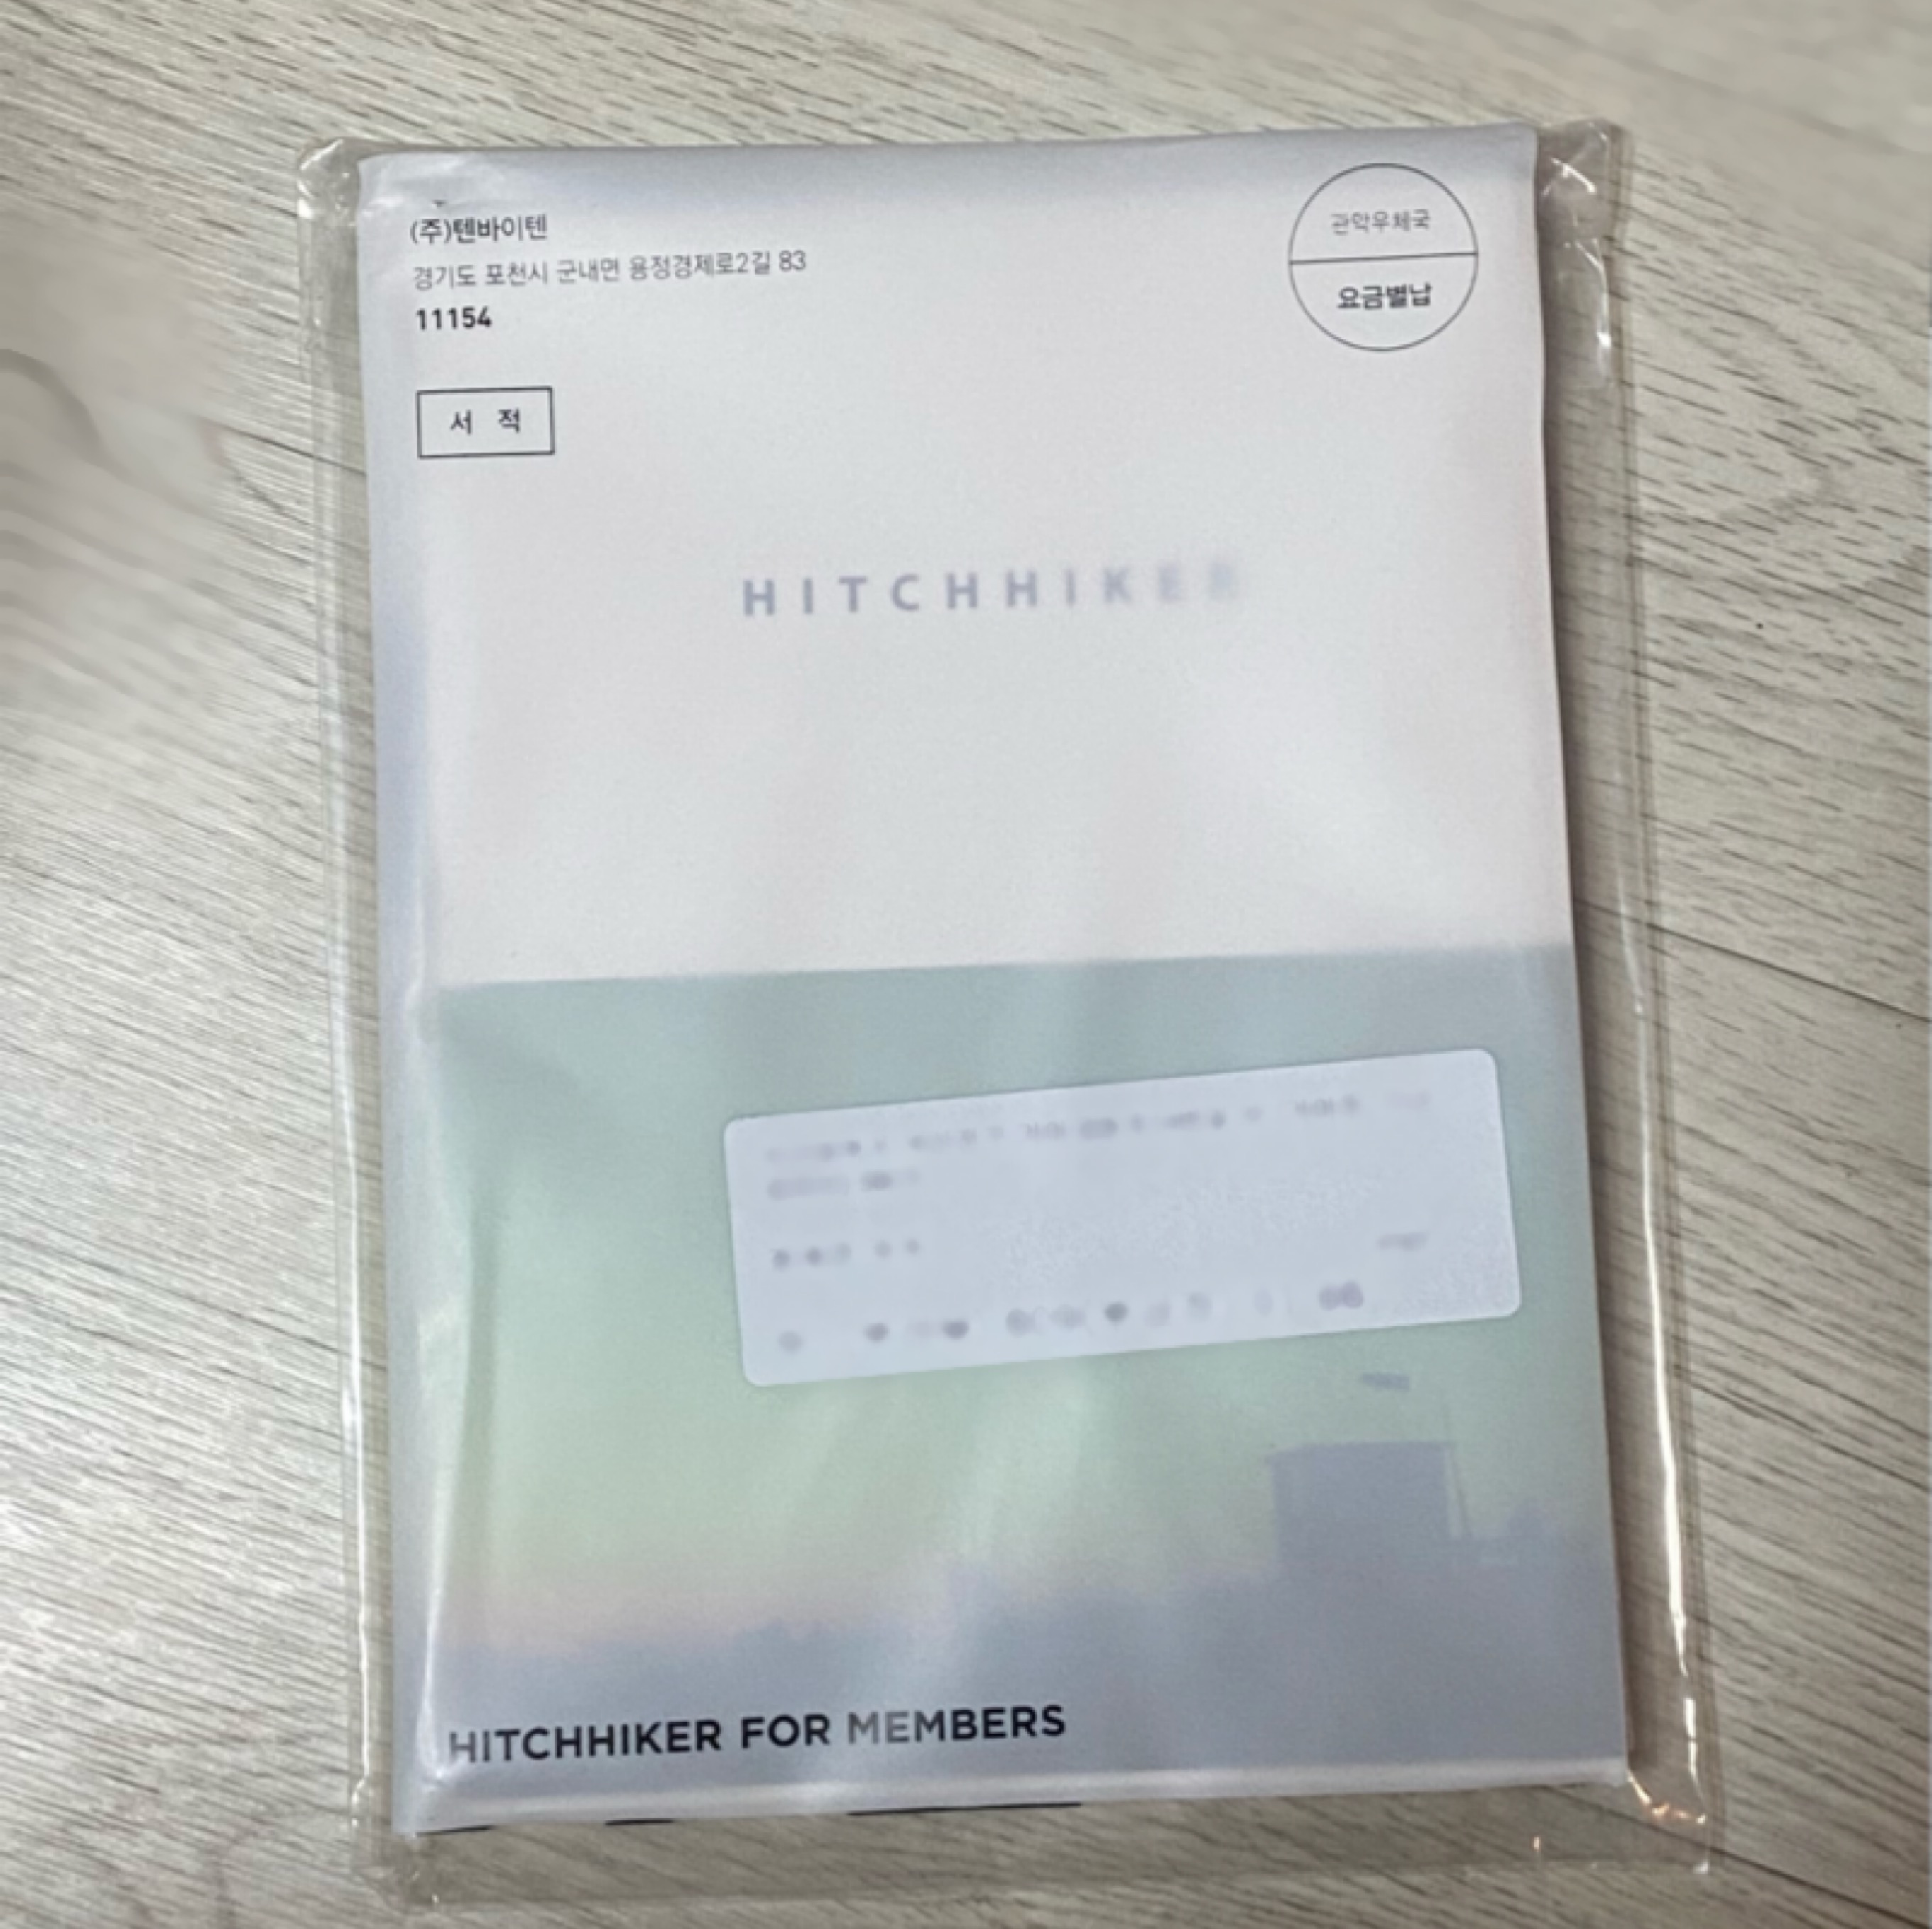 (주)텐바이텐
경기도 포천시 군내면 용정경제로2길 83
11154
관악우체국
요금별납
서 적
HITCHHIKER
HITCHHIKER FOR MEMBERS